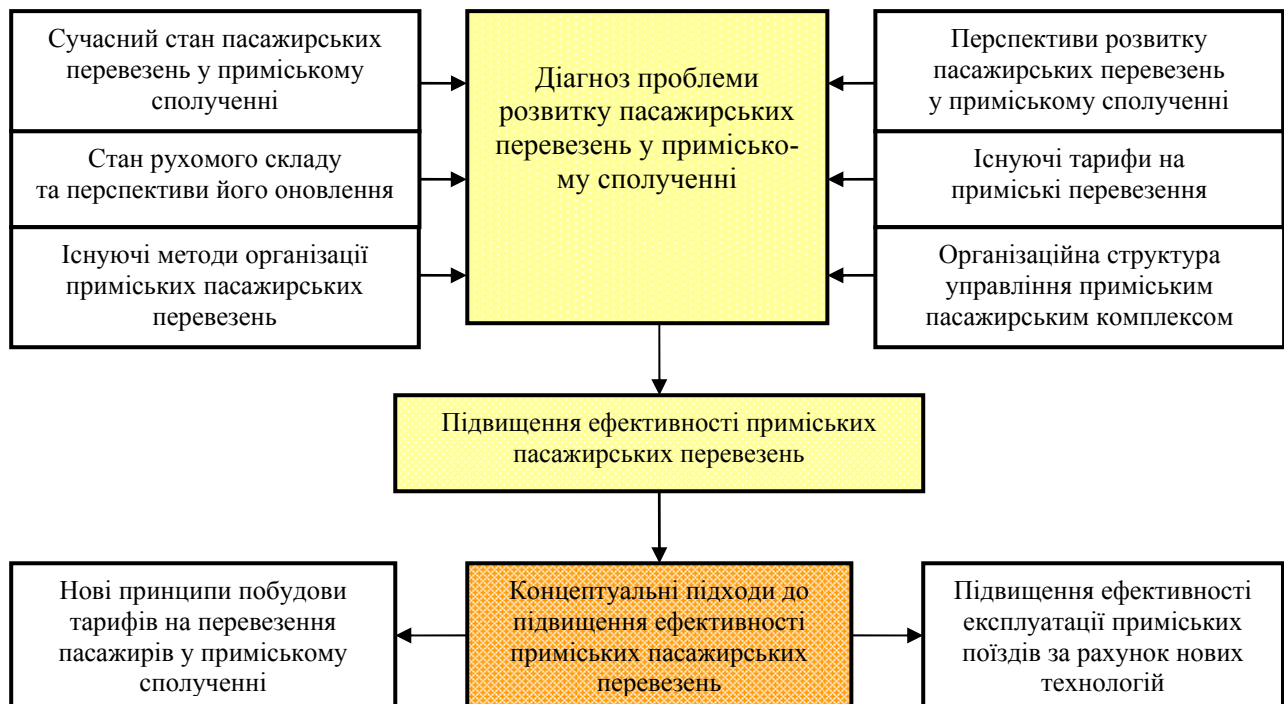 Сучасний стан пасажирських
перевезень у приміському
сполученні
Стан рухомого складу
та перспективи його оновлення
Існуючі методи організації
приміських пасажирських
перевезень
Діагноз проблеми
розвитку пасажирських
перевезень у примісько-
му сполученні
Перспективи розвитку
пасажирських перевезень
у приміському сполученні
Існуючі тарифи на
приміські перевезення
Організаційна структура
управління приміським
пасажирським комплексом
Підвищення ефективності приміських
пасажирських перевезень
Нові принципи побудови
тарифів на перевезення
пасажирів у приміському
сполученні
Концептуальні підходи до
підвищення ефективності
приміських пасажирських
перевезень
Підвищення ефективності
експлуатації приміських
поїздів за рахунок нових
технологій